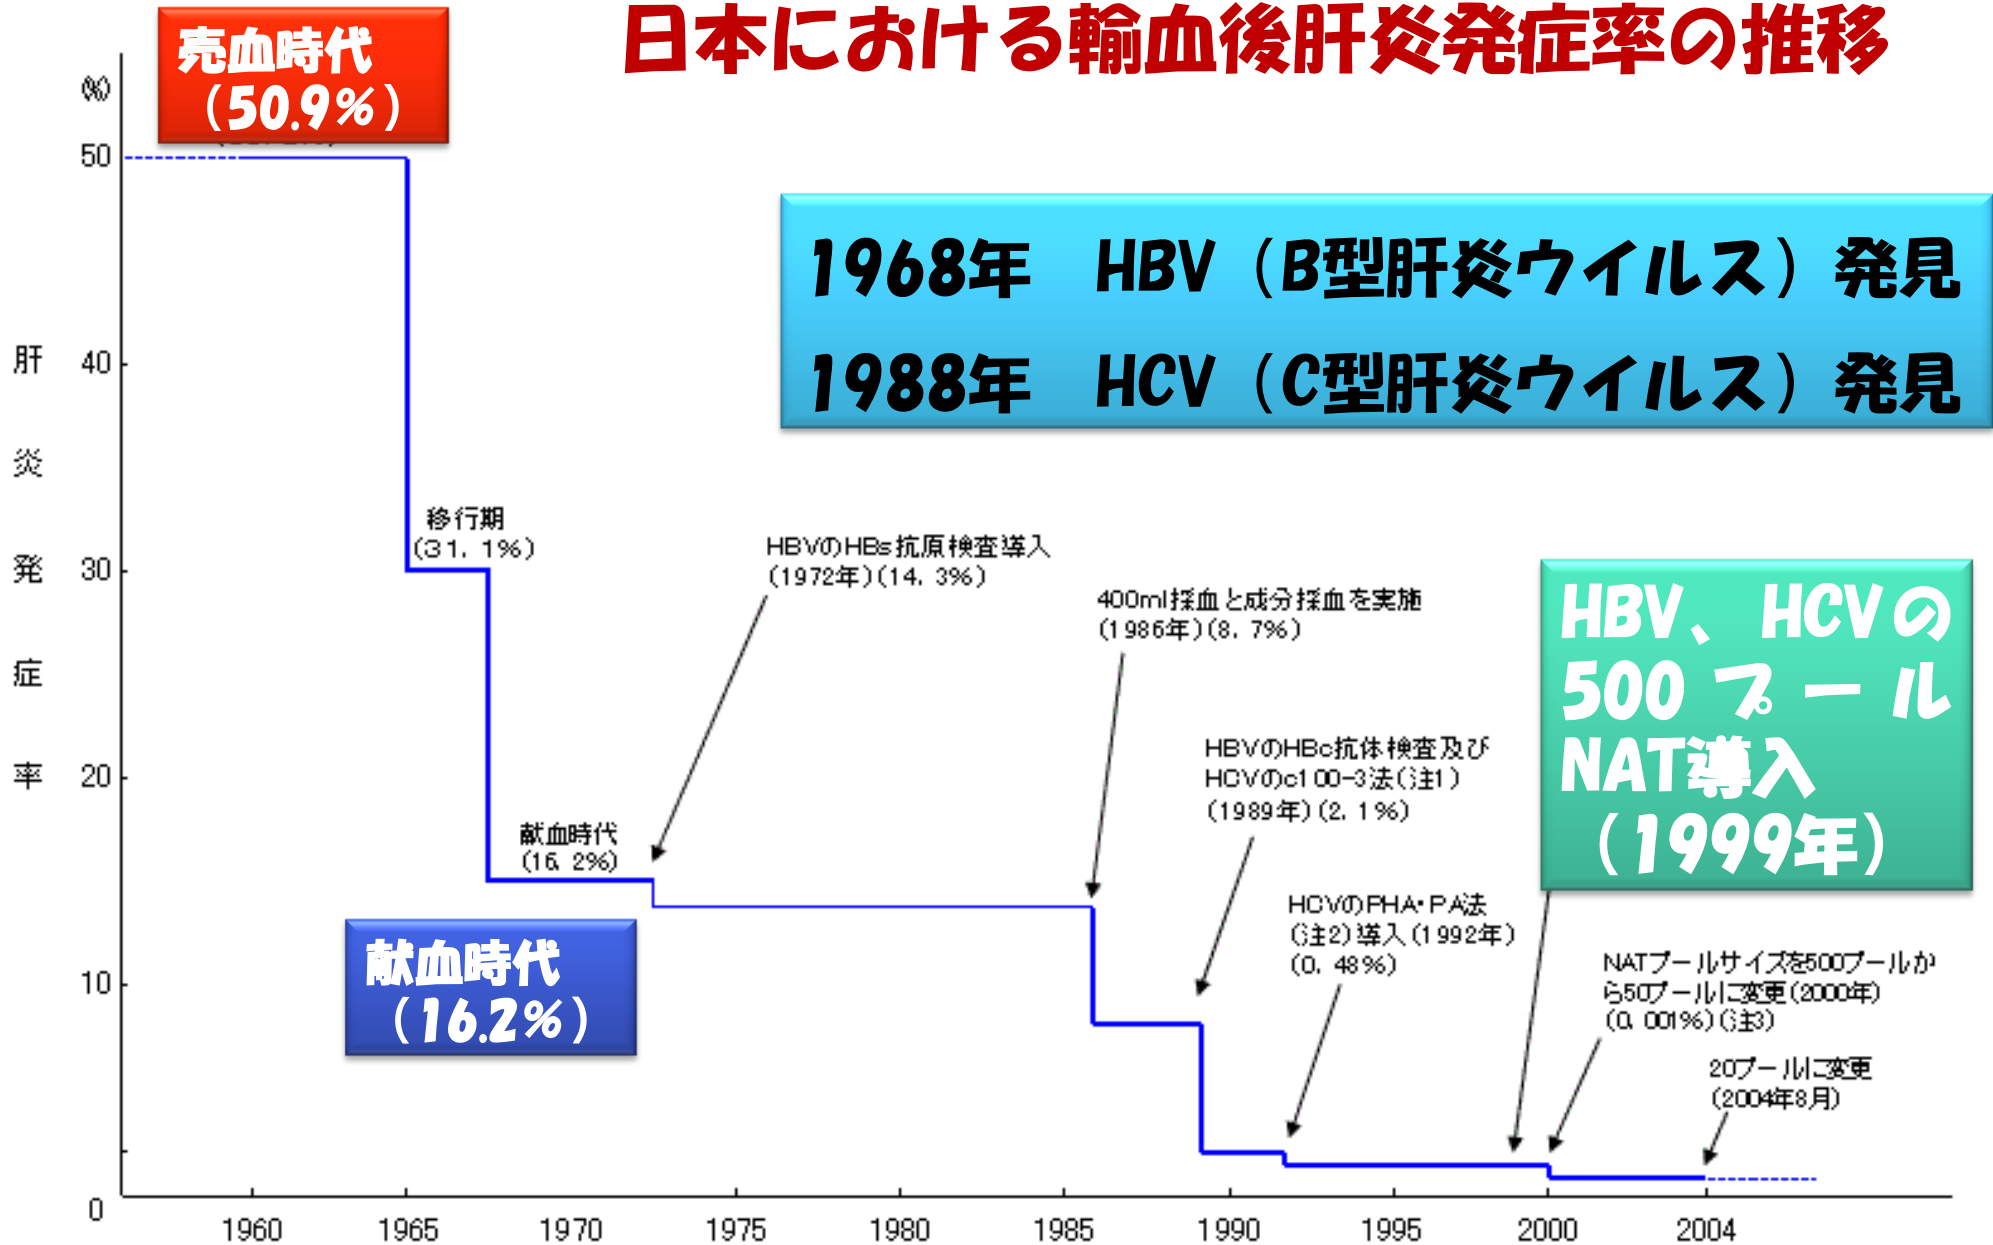 日本における輸血後肝炎発症率の推移
売血時代
（50.9%）
(%)
50
40
30
20
10
0
肝炎発症率
1968年　HBV（B型肝炎ウイルス）発見
1988年　HCV（C型肝炎ウイルス）発見
移行期
(31. 1%)
献血時代
(16. 2%)
献血時代
（16.2%）
HBVのHBs抗原検査導入
(1972年)(14. 3%)
400ml採血と成分採血を実施
(1986年)(8. 7%)
HBVのHBc抗体検査及び
HCVのc100-3法(注1)
(1989年)(2. 1%)
HCVのPHA・PA法
(注2)導入(1992年)
(0. 48%)
HBV、HCVの
500プール
NAT導入
（1999年）
NATプールサイズを500プールか
ら50プールに変更(2000年)
(0. 001%)(注3)
20プールに変更
(2004年8月)
1960 1965 1970 1975 1980 1985 1990 1995 2000 2004